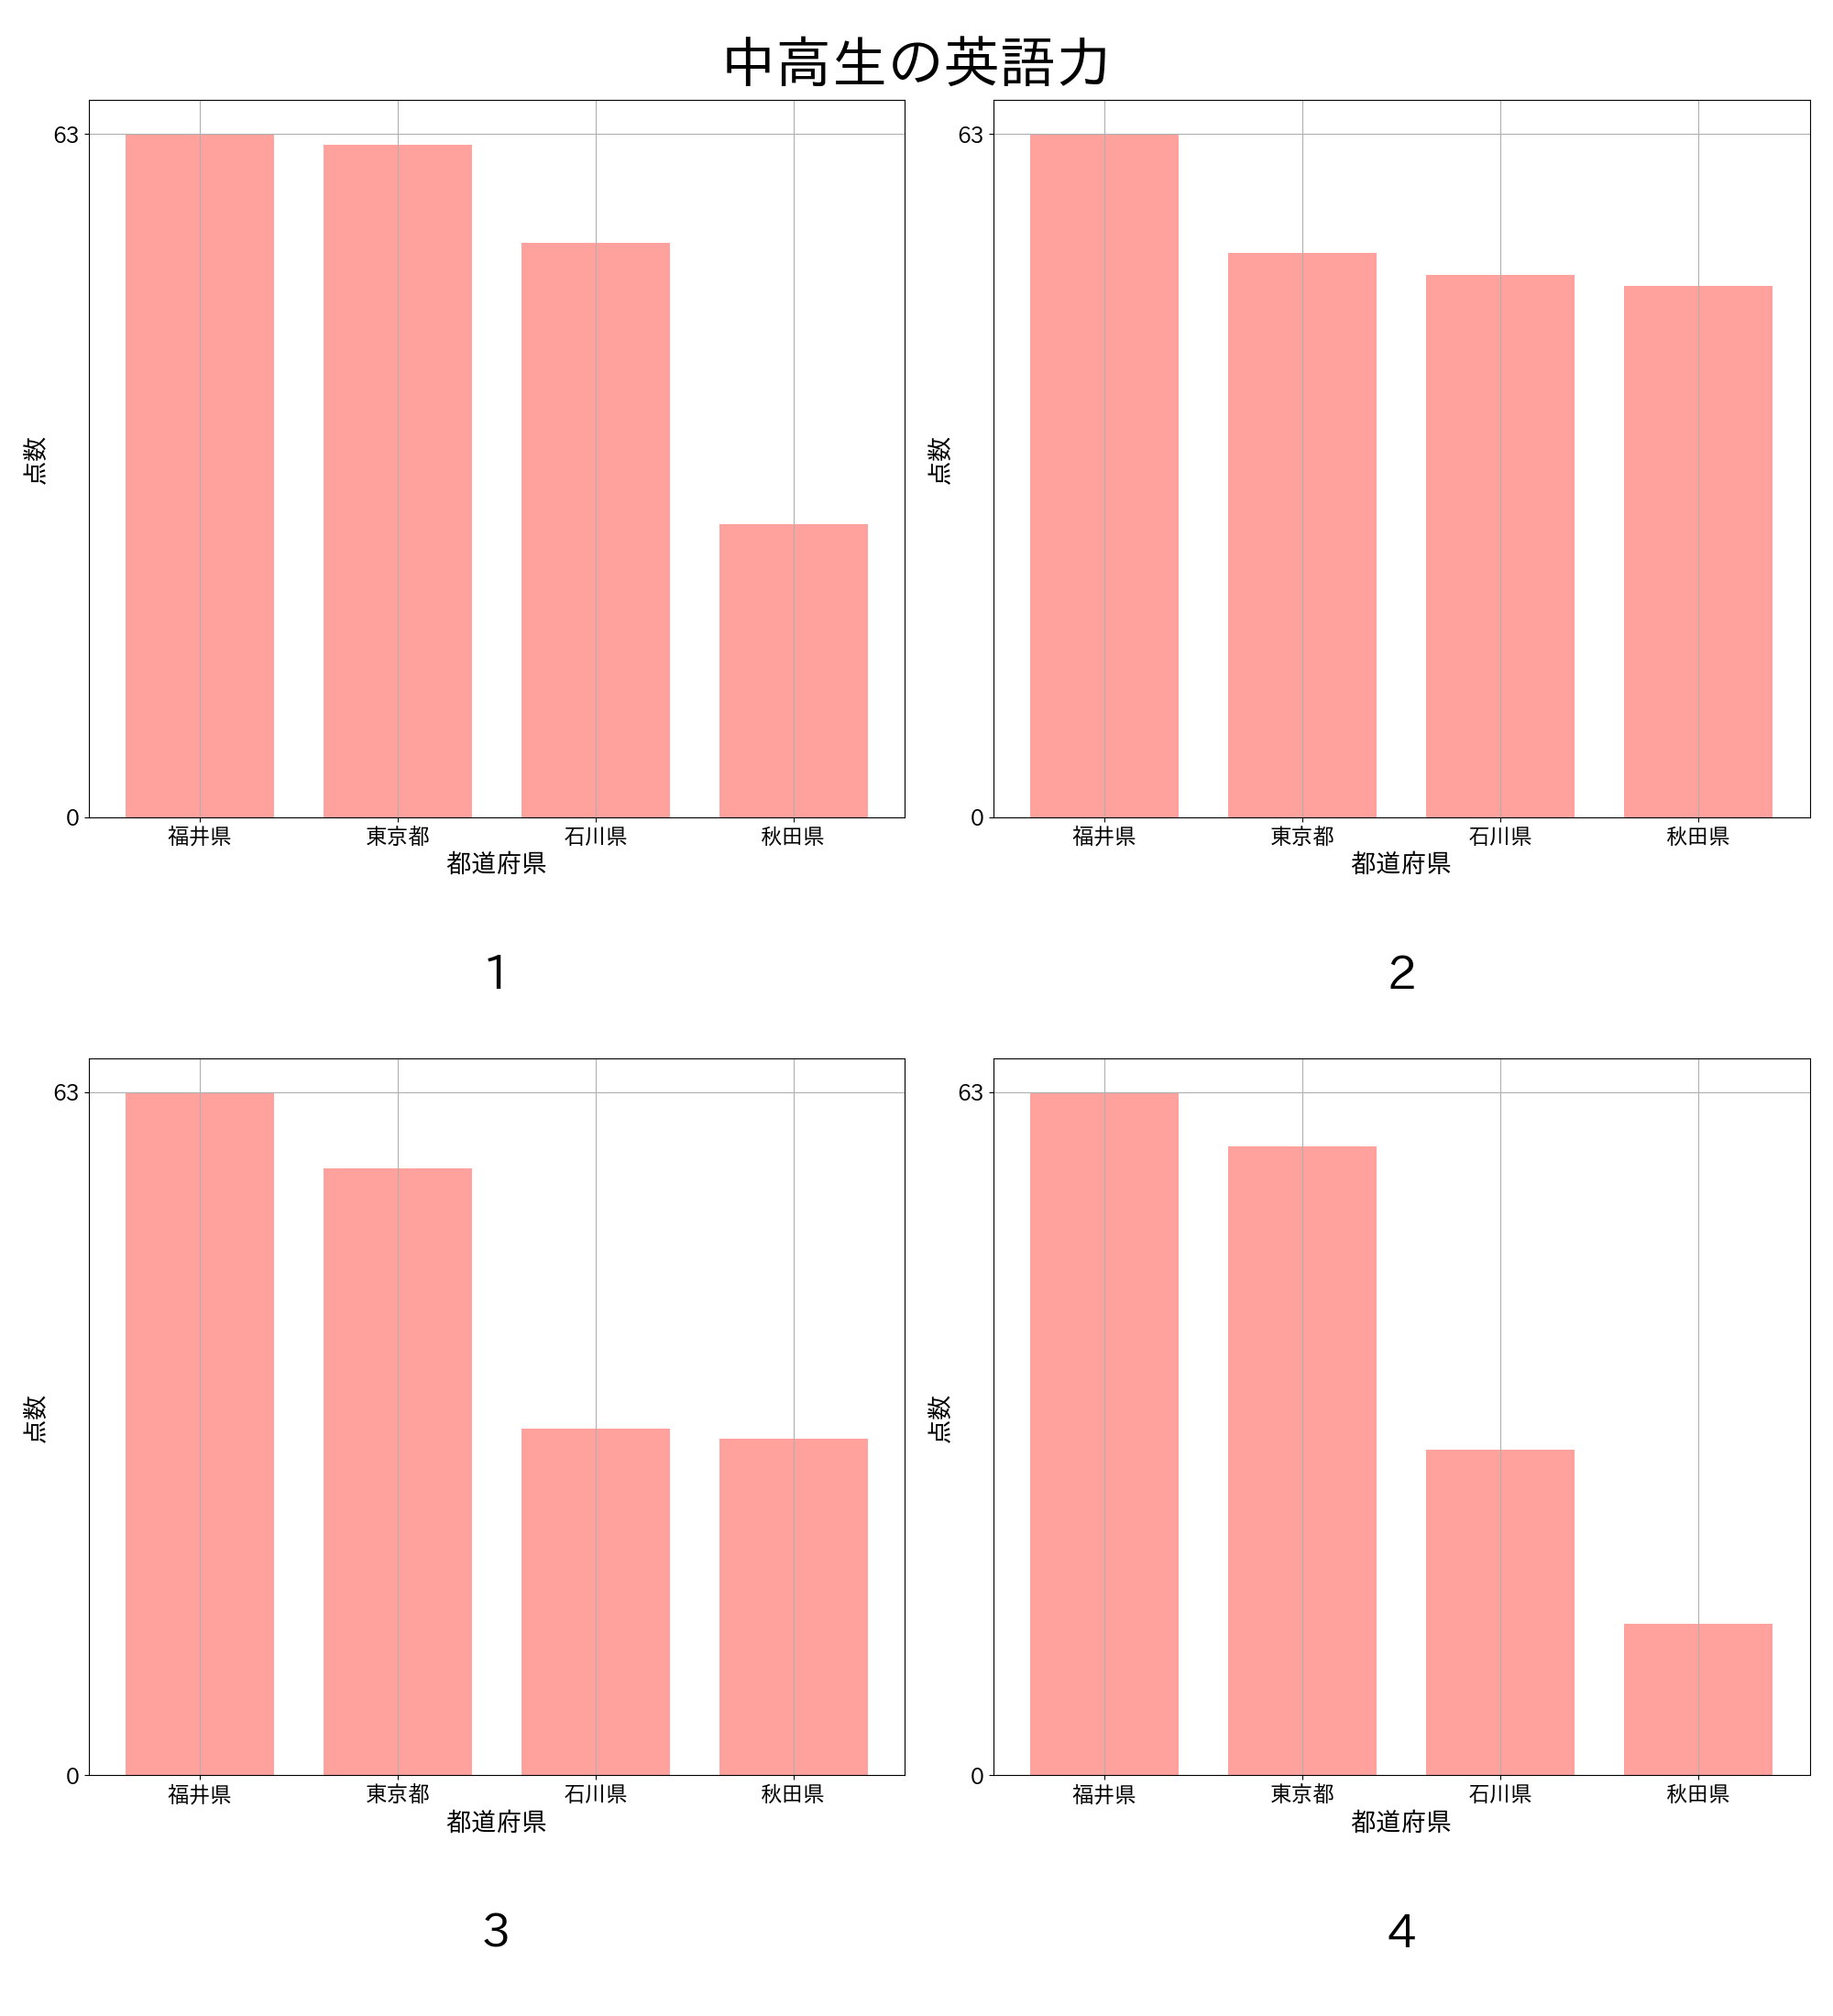 中高生の英語力
63
0
点数
福井県 東京都 石川県 秋田県
都道府県
1
63
0
点数
福井県 東京都 石川県 秋田県
都道府県
2
63
0
点数
福井県 東京都 石川県 秋田県
都道府県
3
63
0
点数
福井県 東京都 石川県 秋田県
都道府県
4